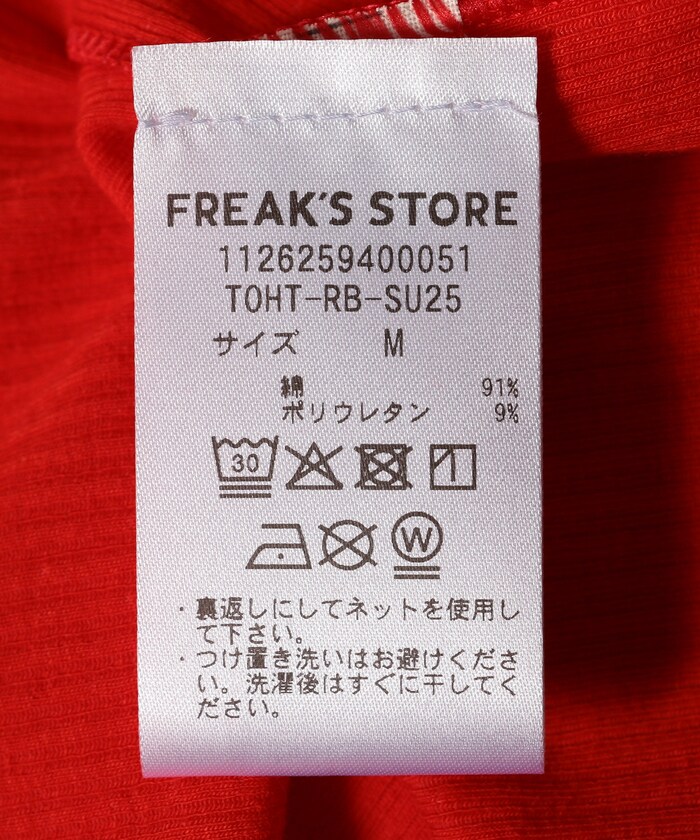 FREAK'S STORE
1126259400051
TOHT-RB-SU25
サイズ M
綿 91%
ポリウレタン 9%
30
W
・裏返しにしてネットを使用し
て下さい。
・つけ置き洗いはお避けくださ
い。洗濯後はすぐに干してく
ださい。